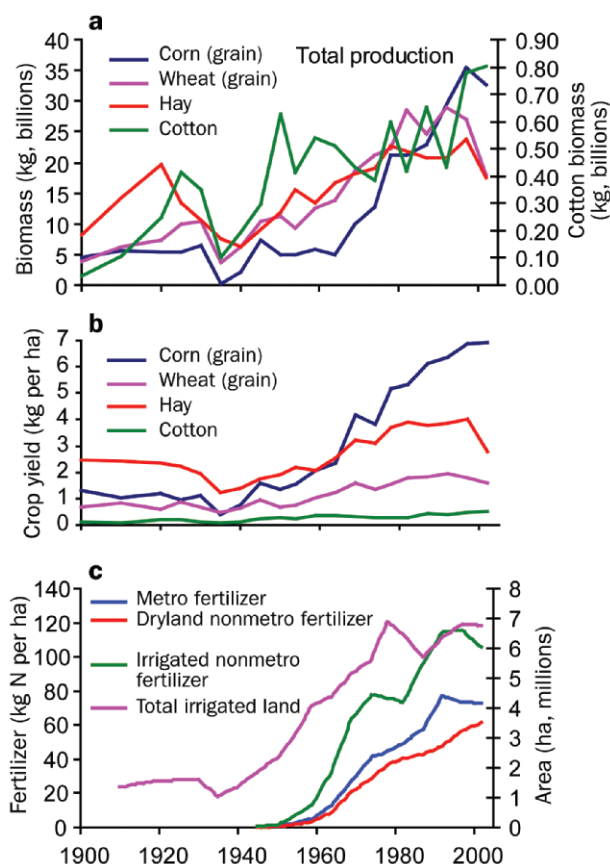 a
Total production
Corn (grain)
Wheat (grain)
Hay
Cotton
Biomass (kg, billions)
40
35
30
25
20
15
10
5
0
Cotton biomass
(kg, billions)
0.90
0.80
0.70
0.60
0.50
0.40
0.30
0.20
0.10
0.00
b
Corn (grain)
Wheat (grain)
Hay
Cotton
Crop yield (kg per ha)
7
6
5
4
3
2
1
0
c
Metro fertilizer
Dryland nonmetro fertilizer
Irrigated nonmetro
fertilizer
Total irrigated land
Fertilizer (kg N per ha)
140
120
100
80
60
40
20
0
Area (ha, millions)
8
7
6
5
4
3
2
1
0
1900 1920 1940 1960 1980 2000